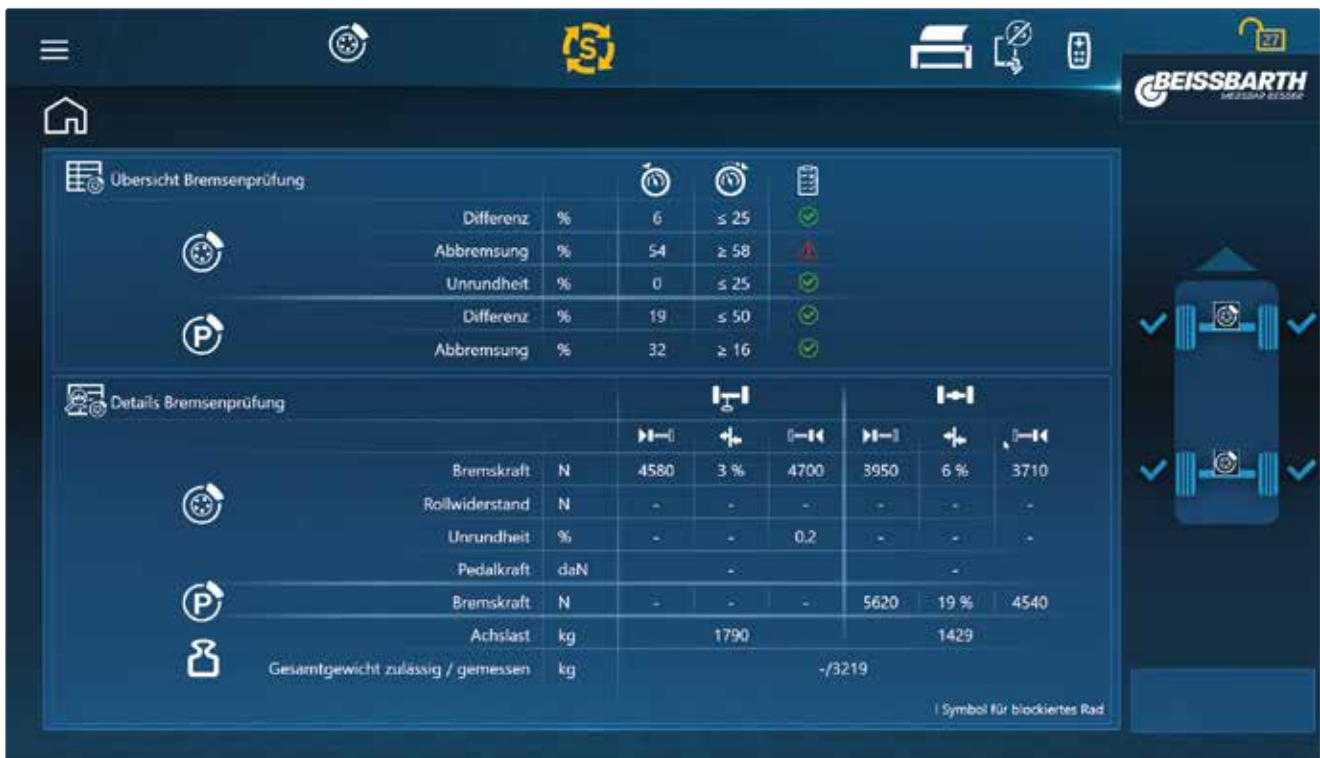 S
27
BEISSBARTH
MESSBAR BESSER
Übersicht Bremsenprüfung
Differenz % 6 ≤ 25
Abbremsung % 54 ≥ 58
Unrundheit % 0 ≤ 25
P
Differenz % 19 ≤ 50
Abbremsung % 32 ≥ 16
Details Bremsenprüfung
Bremskraft N 4580 3 % 4700 3950 6 % 3710
Rollwiderstand N - - - - - -
Unrundheit % - - 0.2 - - -
Pedalkraft daN - -
P Bremskraft N - - - 5620 19 % 4540
Achslast kg 1790 1429
Gesamtgewicht zulässig / gemessen kg -/3219
! Symbol für blockiertes Rad